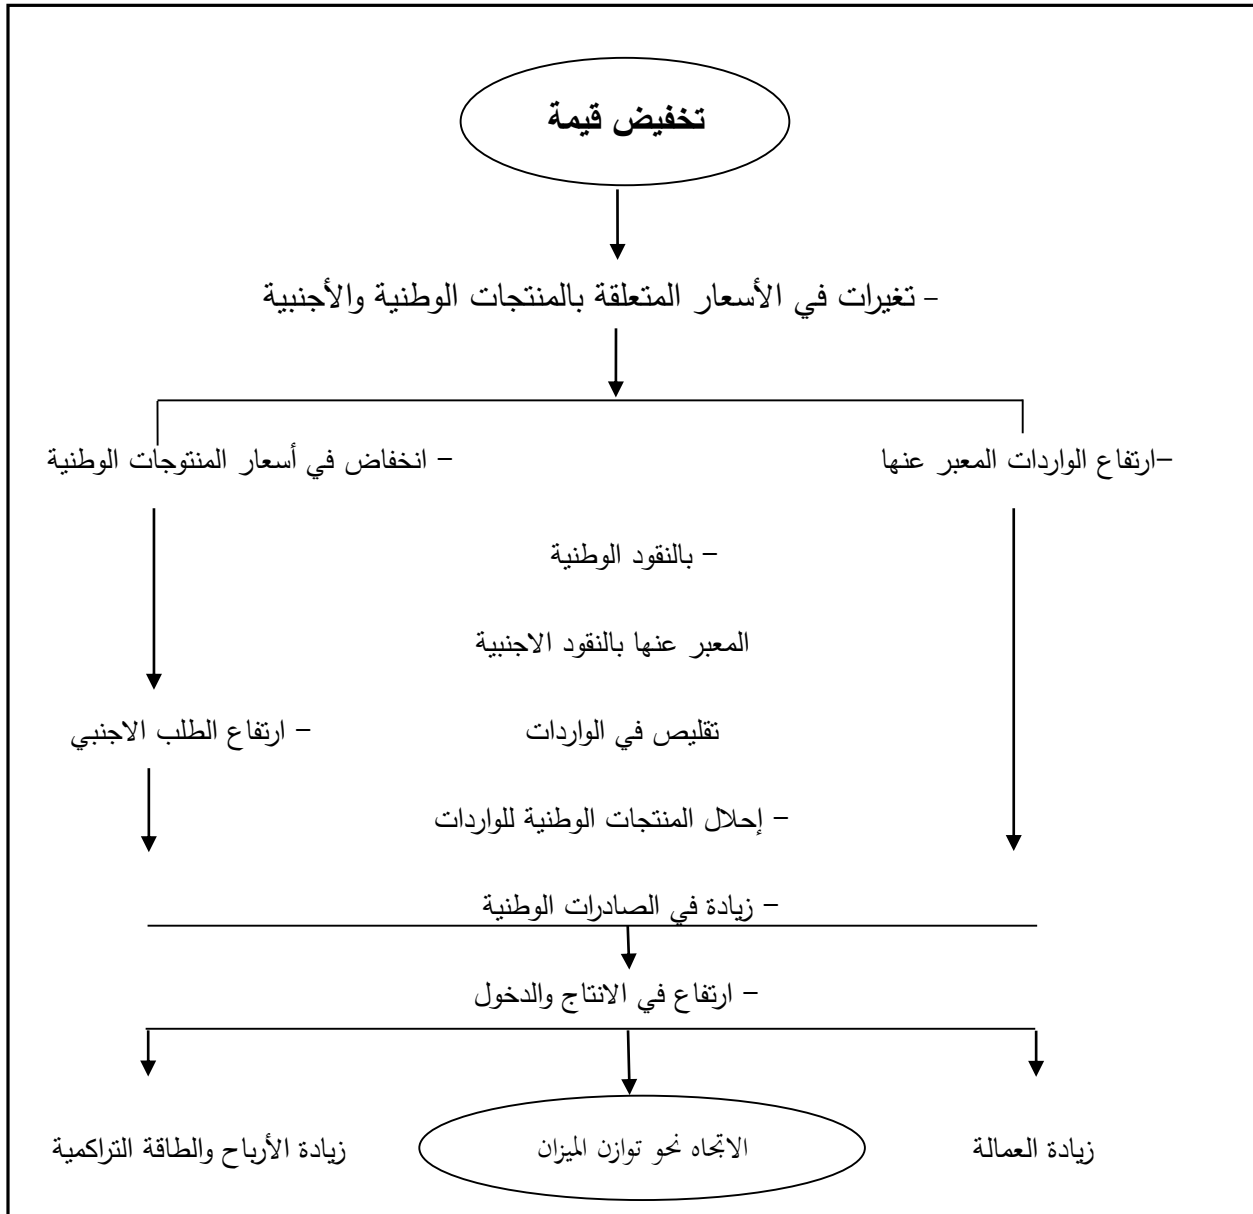 تخفيض قيمة
- تغيرات في الأسعار المتعلقة بالمنتجات الوطنية والأجنبية
-ارتفاع الواردات المعبر عنها
- انخفاض في أسعار المنتوجات الوطنية
- بالنقود الوطنية
المعبر عنها بالنقود الاجنبية
تقليص في الواردات
- ارتفاع الطلب الاجنبي
- إحلال المنتجات الوطنية للواردات
- زيادة في الصادرات الوطنية
- ارتفاع في الانتاج والدخول
زيادة العمالة
الاتجاه نحو توازن الميزان
زيادة الأرباح والطاقة التراكمية